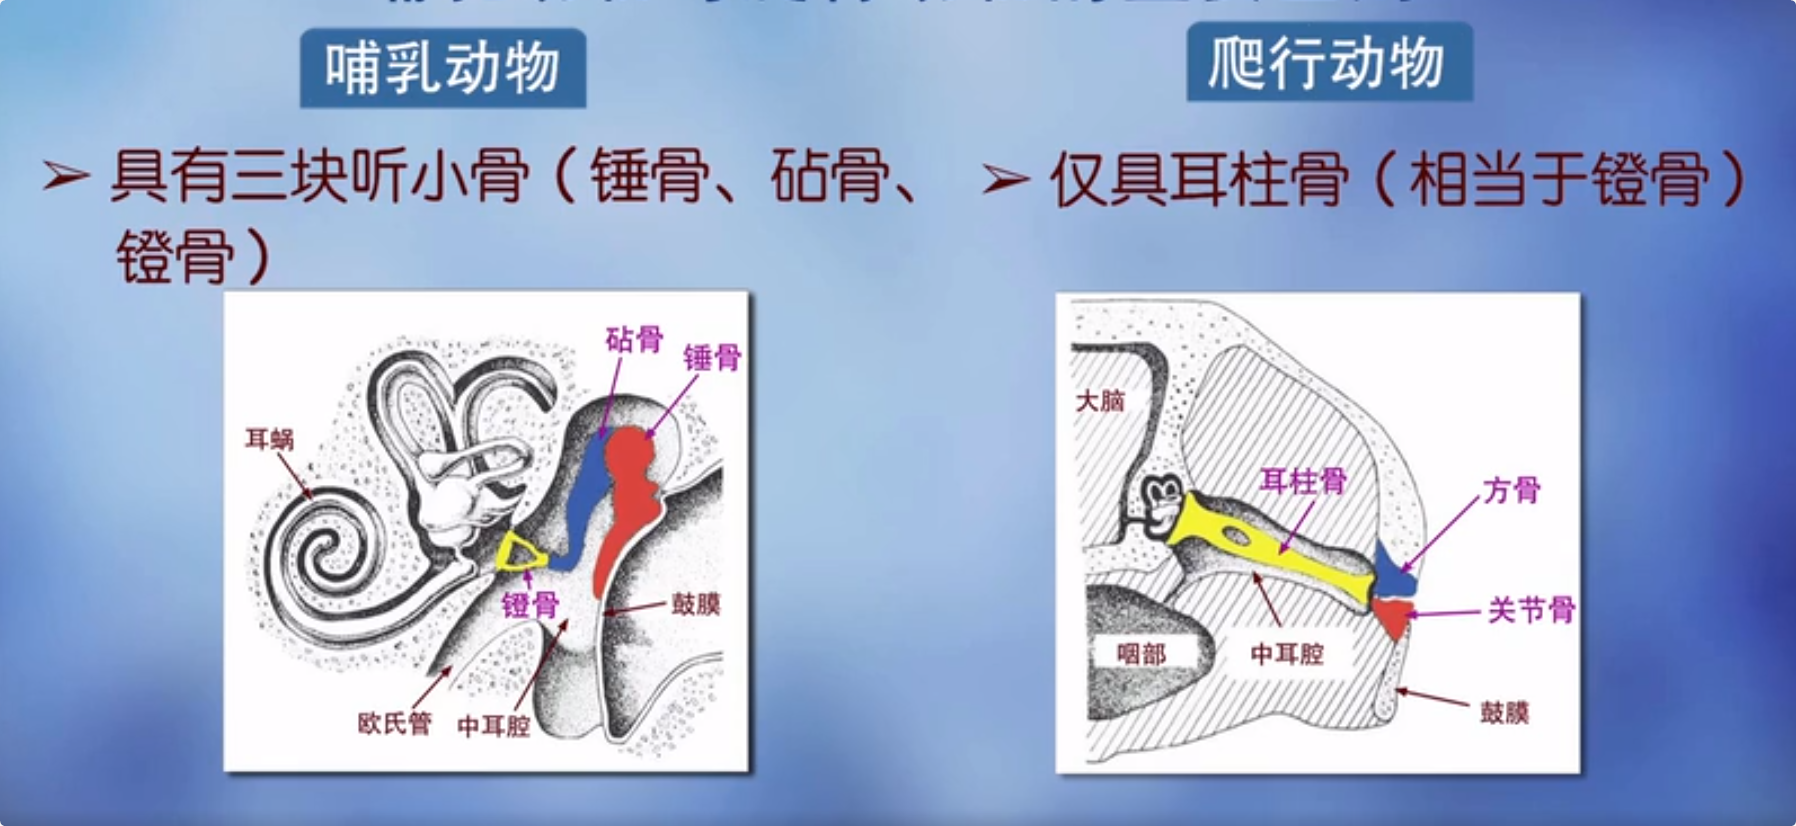 哺乳动物
爬行动物
➢ 具有三块听小骨（锤骨、砧骨、
镫骨）
➢ 仅具耳柱骨（相当于镫骨）
砧骨
锤骨
耳蜗
镫骨
鼓膜
欧氏管
中耳腔
大脑
耳柱骨
方骨
关节骨
咽部
中耳腔
鼓膜